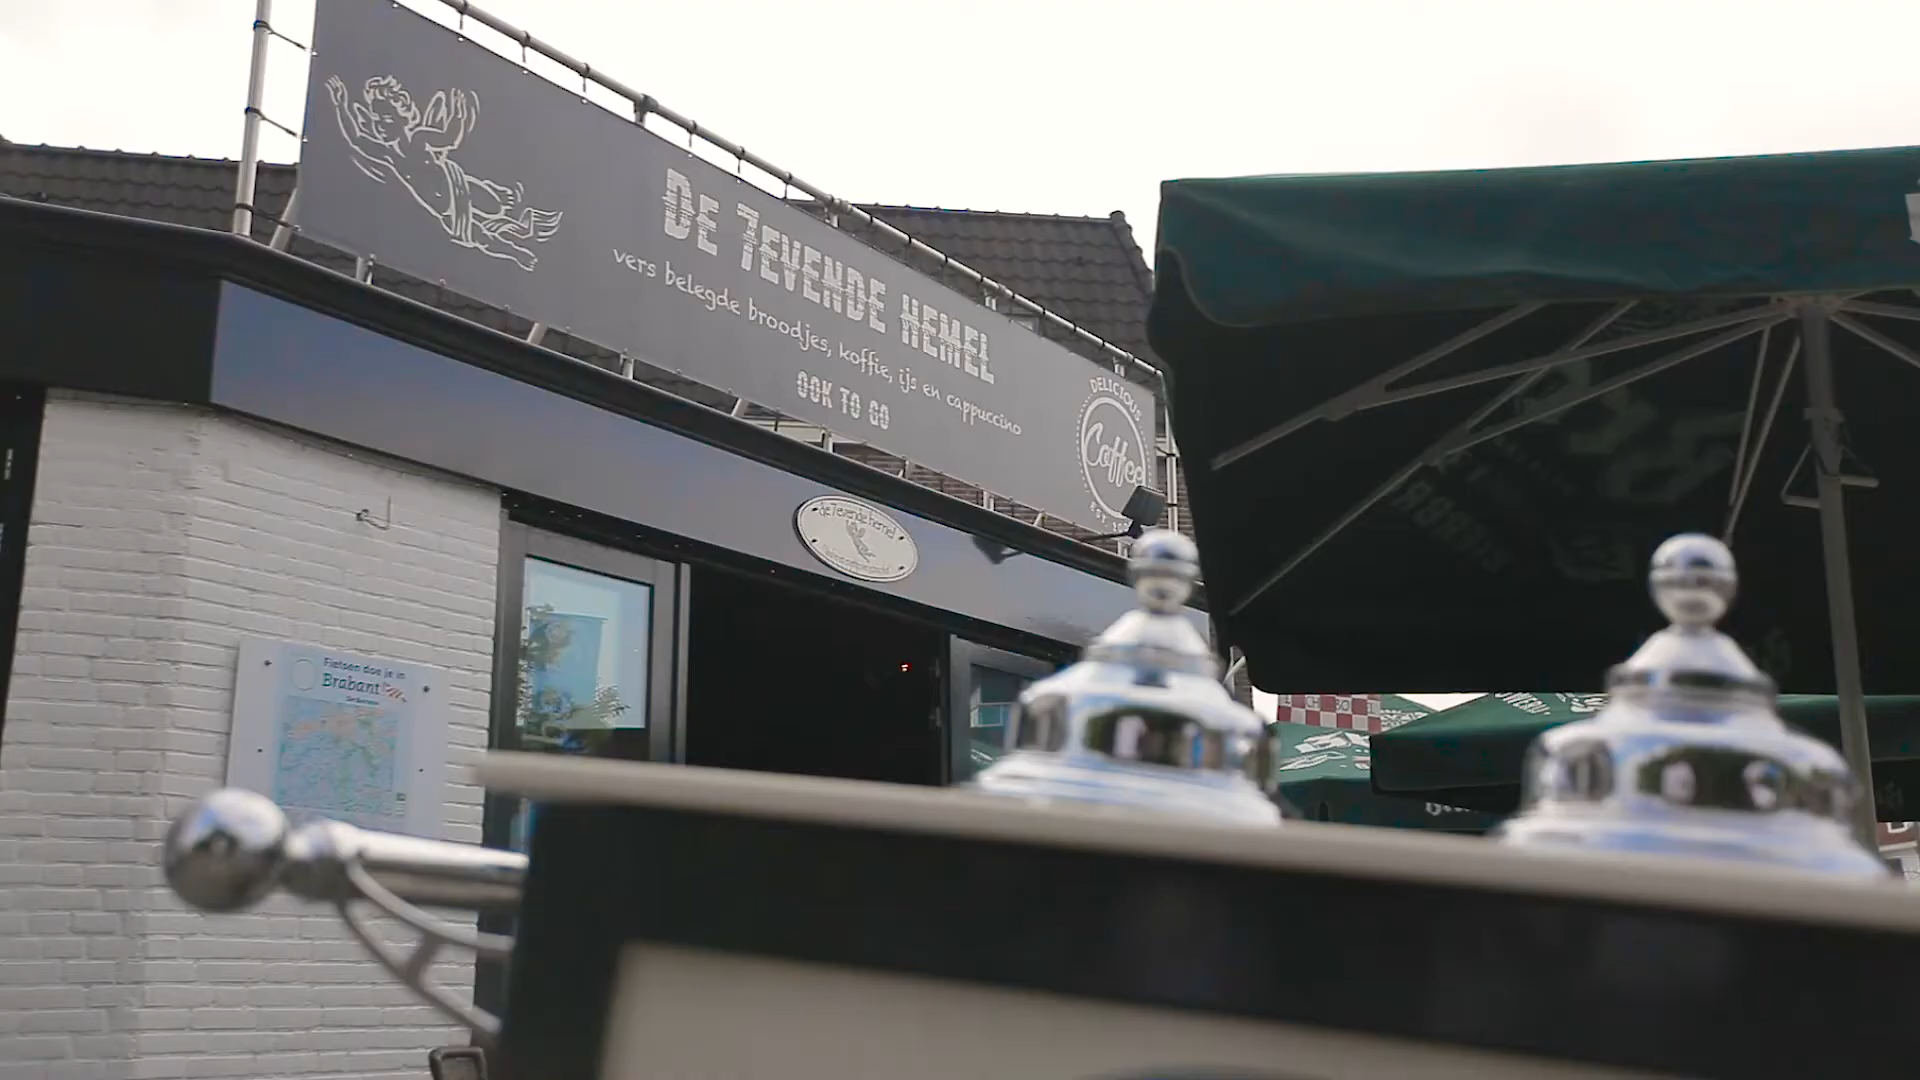 De 7evende Hemel
vers belegde broodjes, koffie, ijs en cappuccino
OOK TO GO
DELICIOUS
Coffee
EST.
de 7evende hemel
Fietsen doe je in
Brabant